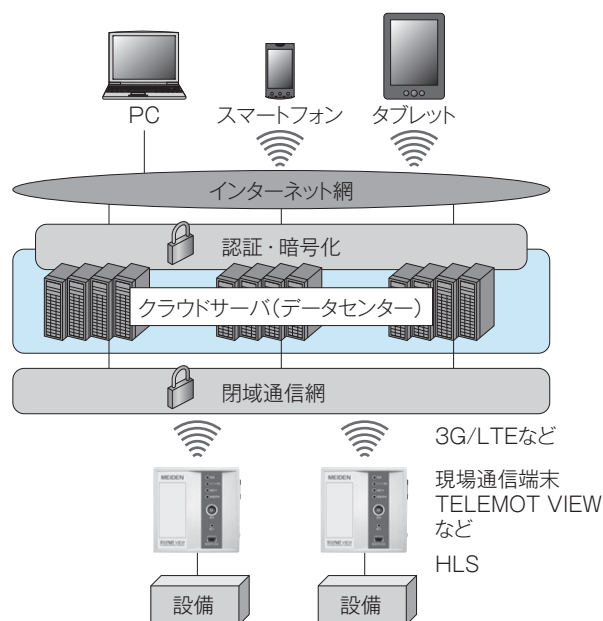 PC
スマートフォン
タブレット
インターネット網
認証・暗号化
クラウドサーバ(データセンター)
閉域通信網
3G/LTEなど
現場通信端末
TELEMOT VIEW
など
HLS
MEIDEN
MEIDEN
設備
設備